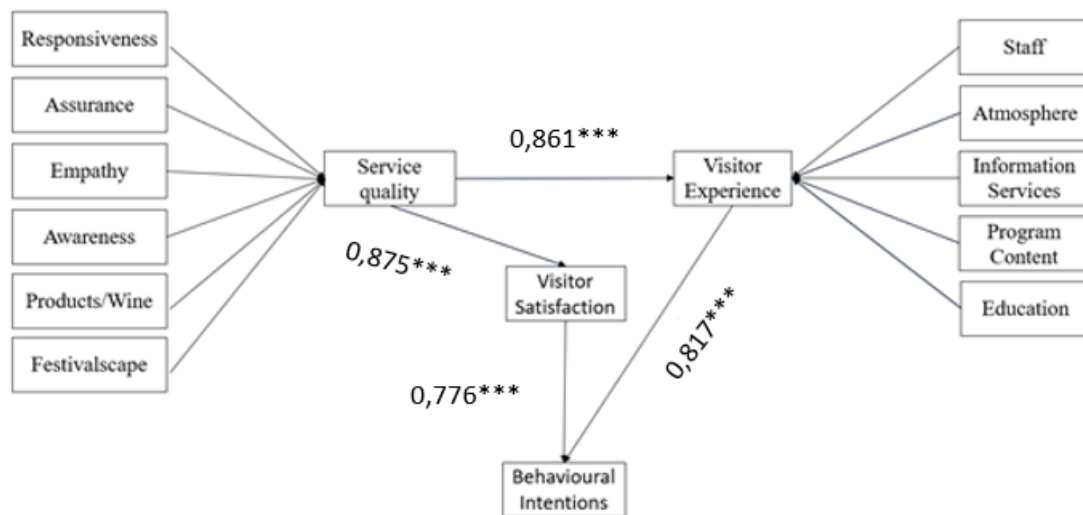 Responsiveness
Assurance
Empathy
Awareness
Products/Wine
Festivalscape
Service
quality
0,861***
Visitor
Experience
0,875***
Visitor
Satisfaction
0,776***
0,817***
Behavioural
Intentions
Staff
Atmosphere
Information
Services
Program
Content
Education